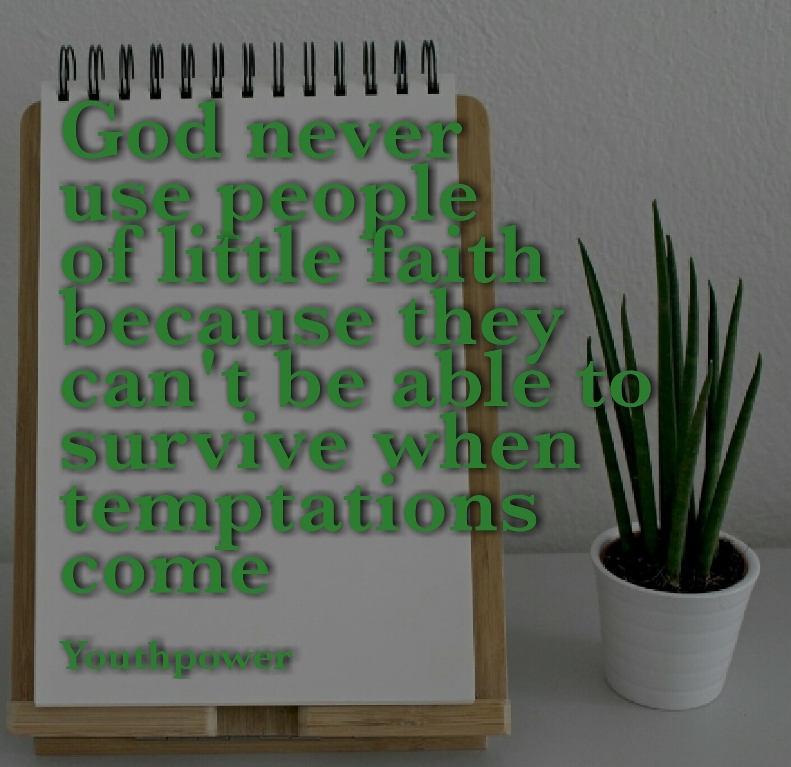 God never
use people
of little faith
because they
can't be able to
survive when
temptations
come
Youthpower